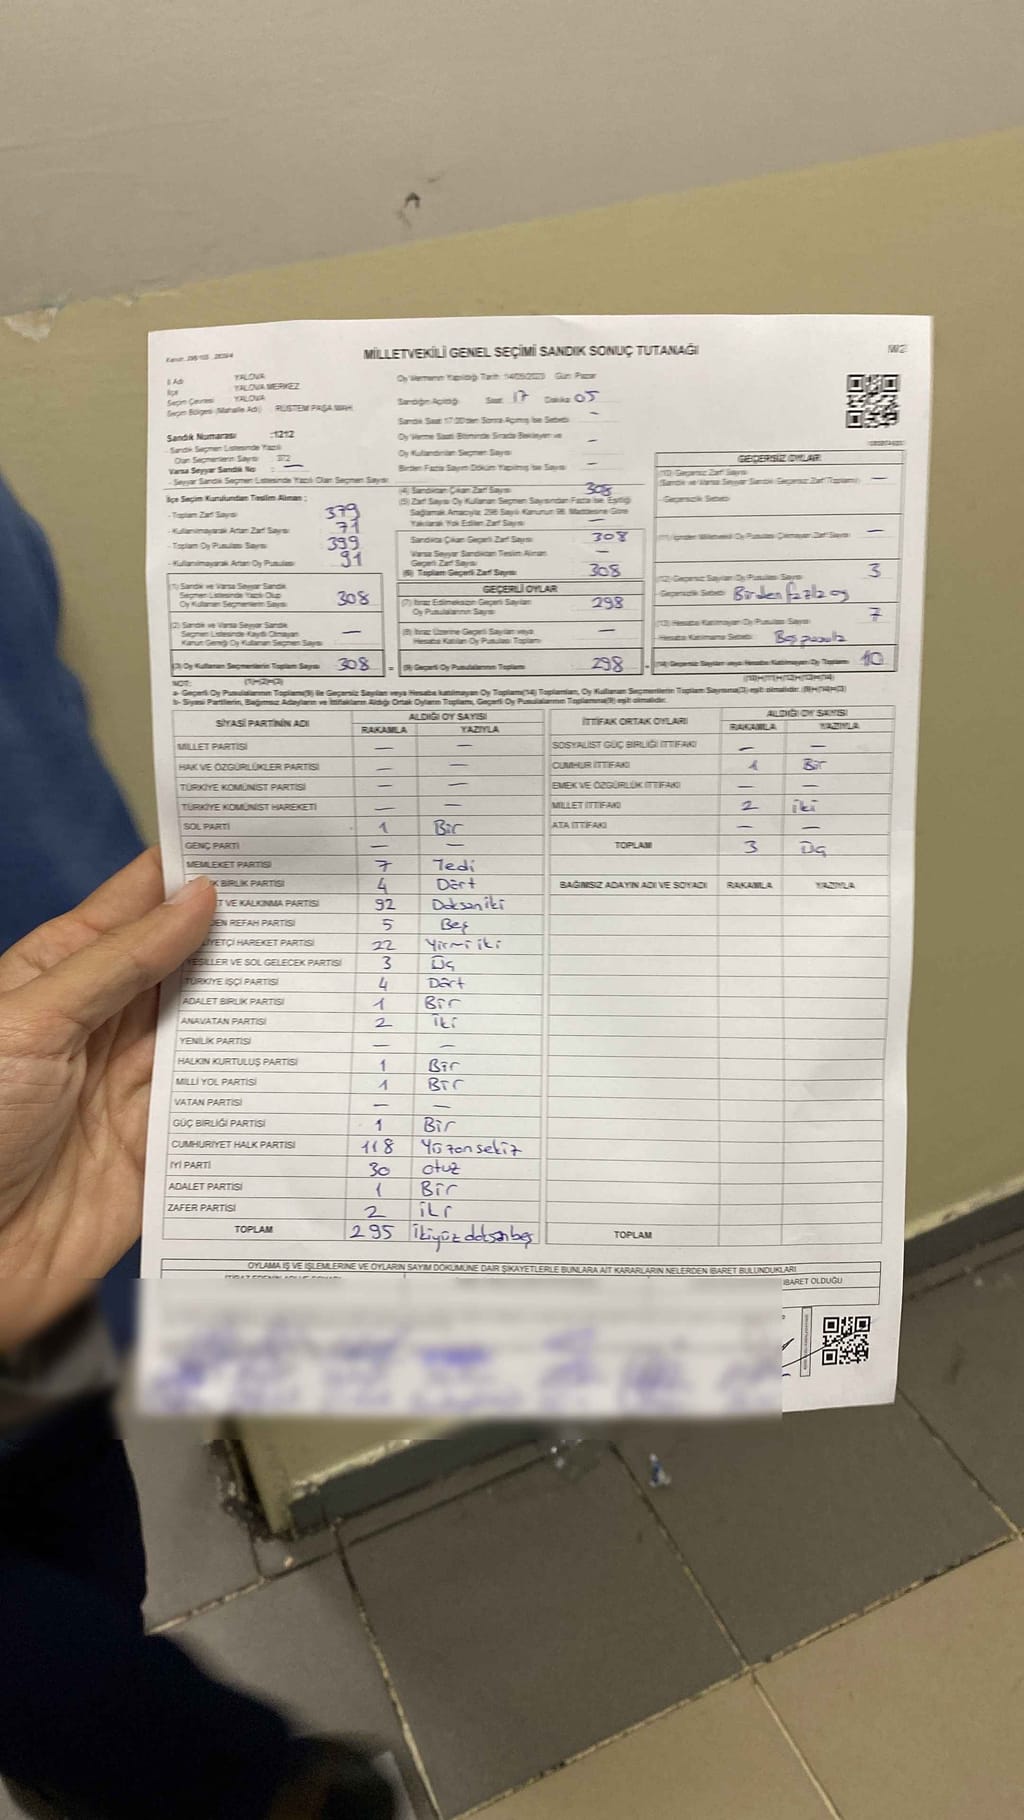 MİLLETVEKİLİ GENEL SEÇİMİ SANDIK SONUÇ TUTANAĞI
İl Adı YALOVA
İlçe YALOVA MERKEZ
Seçim Çevresi YALOVA
Seçim Bölgesi (Mahalle Adı) : RÜSTEM PAŞA MAH.
Sandık Numarası :1212
- Sandık Seçmen Listesinde Yazılı
Olan Seçmenlerin Sayısı 372
Varsa Seyyar Sandık No : —
- Seyyar Sandık Seçmen Listesinde Yazılı Olan Seçmen Sayısı
Oy Vermenin Yapıldığı Tarih :14/05/2023 Gün: Pazar
Sandığın Açıldığı Saat: 17 Dakika: 05
Sandık Saat 17.00'den Sonra Açılmış İse Sebebi —
Oy Verme Saati Bitiminde Sırada Bekleyen ve
Oy Kullandırılan Seçmen Sayısı —
Birden Fazla Sayım Döküm Yapılmış İse Sayısı —
İlçe Seçim Kurulundan Teslim Alınan ;
- Toplam Zarf Sayısı 379
- Kullanılmayarak Artan Zarf Sayısı 71
- Toplam Oy Pusulası Sayısı 399
- Kullanılmayarak Artan Oy Pusulası 91
(1) Sandık ve Varsa Seyyar Sandık
Seçmen Listesinde Yazılı Olup
Oy Kullanan Seçmenlerin Sayısı 308
(2) Sandık ve Varsa Seyyar Sandık
Seçmen Listesinde Kayıtlı Olmayan
Kanun Gereği Oy Kullanan Seçmen Sayısı —
(3) Oy Kullanan Seçmenlerin Toplam Sayısı 308
(1)+(2)=(3)
(4) Sandıktan Çıkan Zarf Sayısı 308
(5) Zarf Sayısı Oy Kullanan Seçmen Sayısından Fazla İse, Eşitliği
Sağlamak Amacıyla; 298 Sayılı Kanunun 98. Maddesine Göre
Yakılarak Yok Edilen Zarf Sayısı —
Sandıkta Çıkan Geçerli Zarf Sayısı 308
Varsa Seyyar Sandıktan Teslim Alınan
Geçerli Zarf Sayısı —
(6) Toplam Geçerli Zarf Sayısı 308
GEÇERLİ OYLAR
(7) İtiraz Edilmeksizin Geçerli Sayılan
Oy Pusulalarının Sayısı 298
(8) İtiraz Üzerine Geçerli Sayılan veya
Hesaba Katılan Oy Pusulası Toplamı —
(9) Geçerli Oy Pusulalarının Toplamı 298
GEÇERSİZ OYLAR
(10) Geçersiz Zarf Sayısı
(Sandık ve Varsa Seyyar Sandık Geçersiz Zarf Toplamı) —
- Geçersizlik Sebebi
(11) İçinden Milletvekili Oy Pusulası Çıkmayan Zarf Sayısı —
(12) Geçersiz Sayılan Oy Pusulası Sayısı 3
- Geçersizlik Sebebi Birden fazla oy
(13) Hesaba Katılmayan Oy Pusulası Sayısı 7
- Hesaba Katılmama Sebebi Boş pusula
(14) Geçersiz Sayılan veya Hesaba Katılmayan Oy Toplamı 10
(10)+(11)+(12)+(13)=(14)
NOT:
a- Geçerli Oy Pusulalarının Toplamı(9) ile Geçersiz Sayılan veya Hesaba katılmayan Oy Toplamı(14) Toplamları, Oy Kullanan Seçmenlerin Toplam Sayısına(3) eşit olmalıdır. (9)+(14)=(3)
b- Siyasi Partilerin, Bağımsız Adayların ve İttifakların Aldığı Oy Ortak Oyların Toplamı, Geçerli Oy Pusulalarının Toplamına(9) eşit olmalıdır.
SİYASİ PARTİNİN ADI ALDIĞI OY SAYISI
RAKAMLA YAZIYLA
MİLLET PARTİSİ — —
HAK VE ÖZGÜRLÜKLER PARTİSİ — —
TÜRKİYE KOMÜNİST PARTİSİ — —
TÜRKİYE KOMÜNİST HAREKETİ — —
SOL PARTİ 1 Bir
GENÇ PARTİ — —
MEMLEKET PARTİSİ 7 Yedi
K BİRLİK PARTİSİ 4 Dört
T VE KALKINMA PARTİSİ 92 Doksan iki
DEN REFAH PARTİSİ 5 Beş
LİYETÇİ HAREKET PARTİSİ 22 Yirmi iki
YEŞİLLER VE SOL GELECEK PARTİSİ 3 Üç
TÜRKİYE İŞÇİ PARTİSİ 4 Dört
ADALET BİRLİK PARTİSİ 1 Bir
ANAVATAN PARTİSİ 2 İki
YENİLİK PARTİSİ — —
HALKIN KURTULUŞ PARTİSİ 1 Bir
MİLLİ YOL PARTİSİ 1 Bir
VATAN PARTİSİ — —
GÜÇ BİRLİĞİ PARTİSİ 1 Bir
CUMHURİYET HALK PARTİSİ 118 Yüz on sekiz
İYİ PARTİ 30 otuz
ADALET PARTİSİ 1 Bir
ZAFER PARTİSİ 2 İki
TOPLAM 295 İkiyüz doksan beş
İTTİFAK ORTAK OYLARI ALDIĞI OY SAYISI
RAKAMLA YAZIYLA
SOSYALİST GÜÇ BİRLİĞİ İTTİFAKI — —
CUMHUR İTTİFAKI 1 Bir
EMEK VE ÖZGÜRLÜK İTTİFAKI — —
MİLLET İTTİFAKI 2 iki
ATA İTTİFAKI — —
TOPLAM 3 Üç
BAĞIMSIZ ADAYIN ADI VE SOYADI RAKAMLA YAZIYLA
TOPLAM
OYLAMA İŞ VE İŞLEMLERİNE VE OYLARIN SAYIM DÖKÜMÜNE DAİR ŞİKAYETLERLE BUNLARA AİT KARARLARIN NELERDEN İBARET BULUNDUKLARI
İBARET OLDUĞU